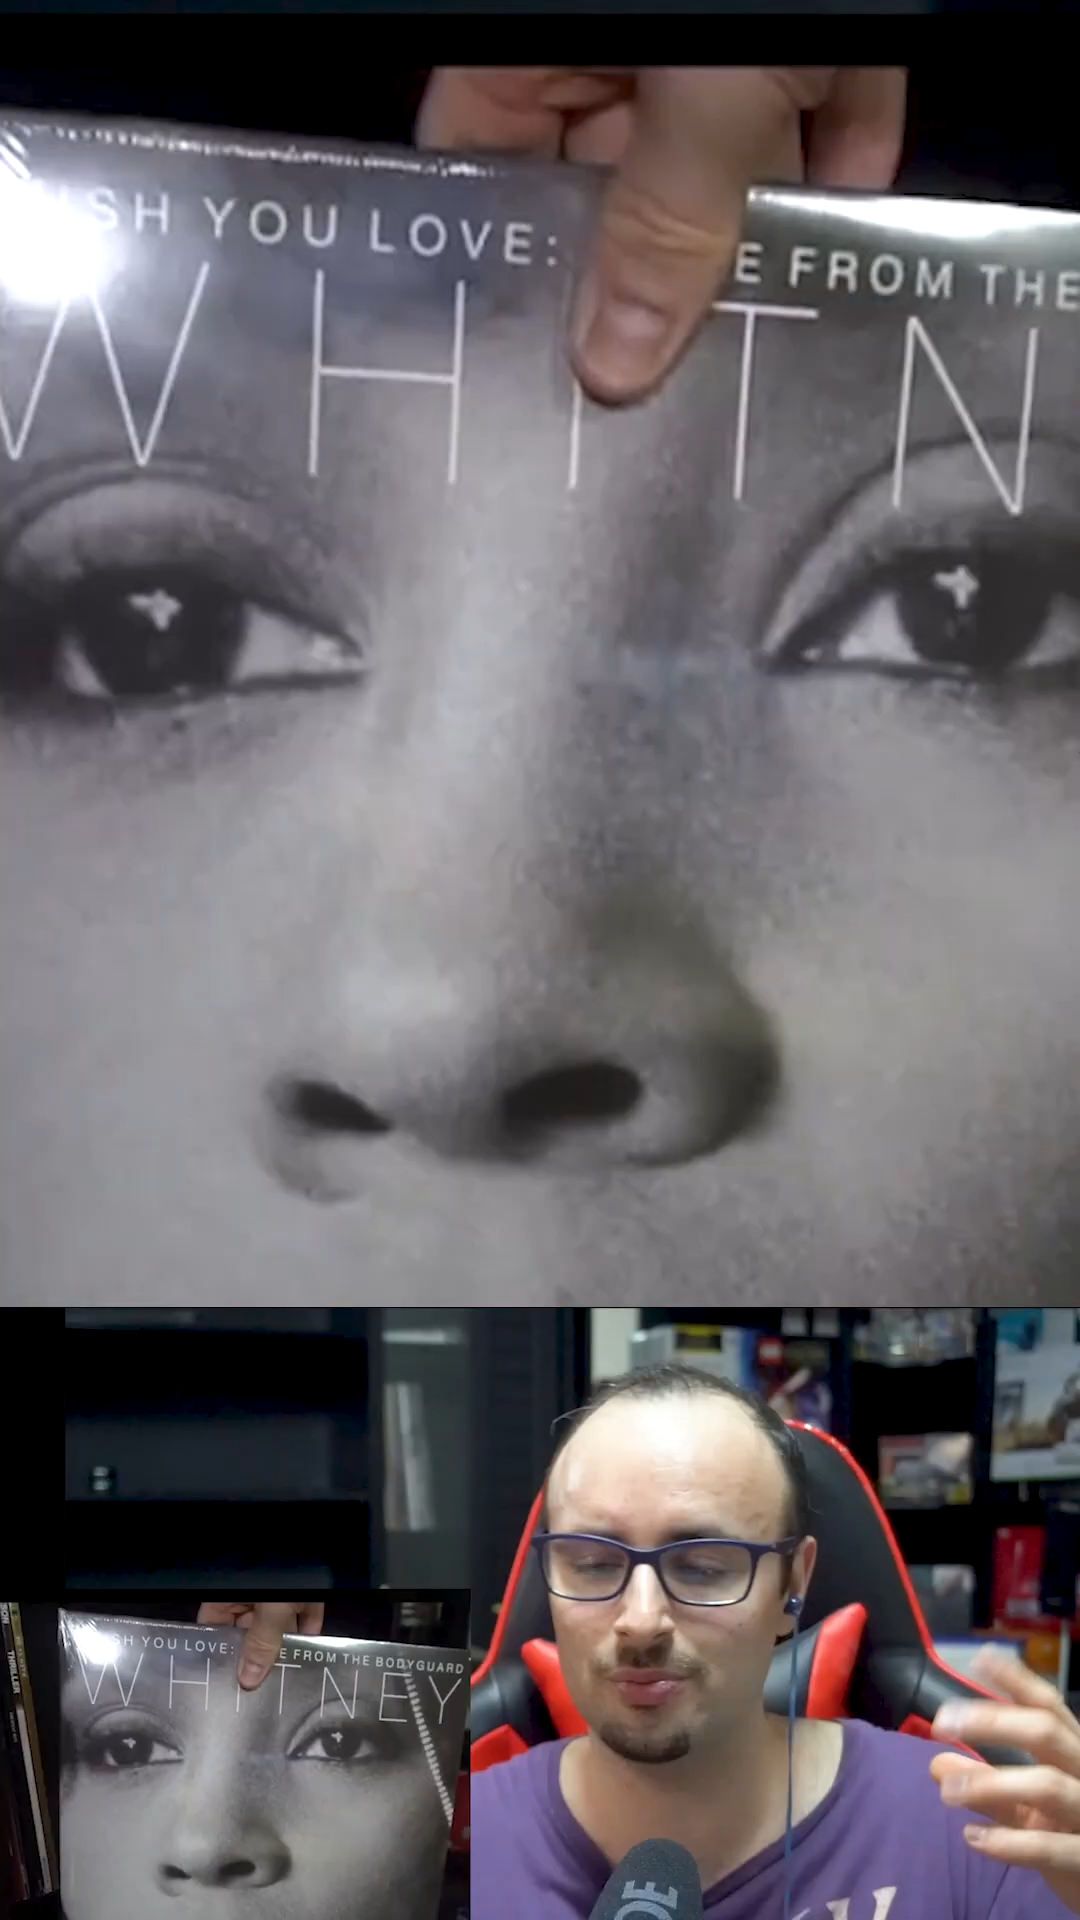 SH YOU LOVE: E FROM THE
WHITN
SH YOU LOVE: E FROM THE BODYGUARD
WHITNEY
THRILLER